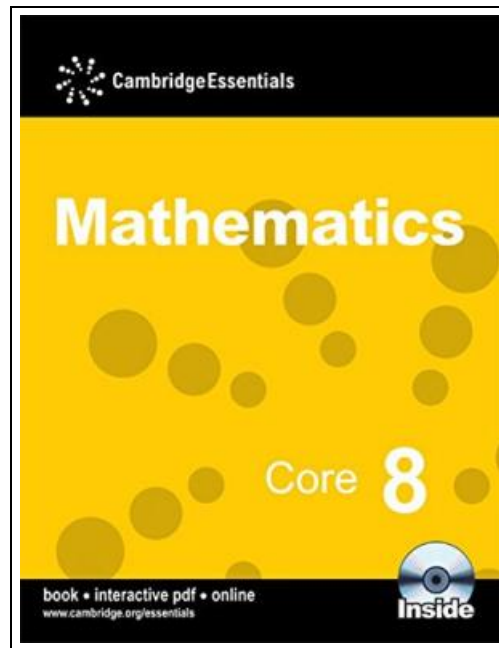 CambridgeEssentials
Mathematics
Core 8
book • interactive pdf • online
www.cambridge.org/essentials
Inside